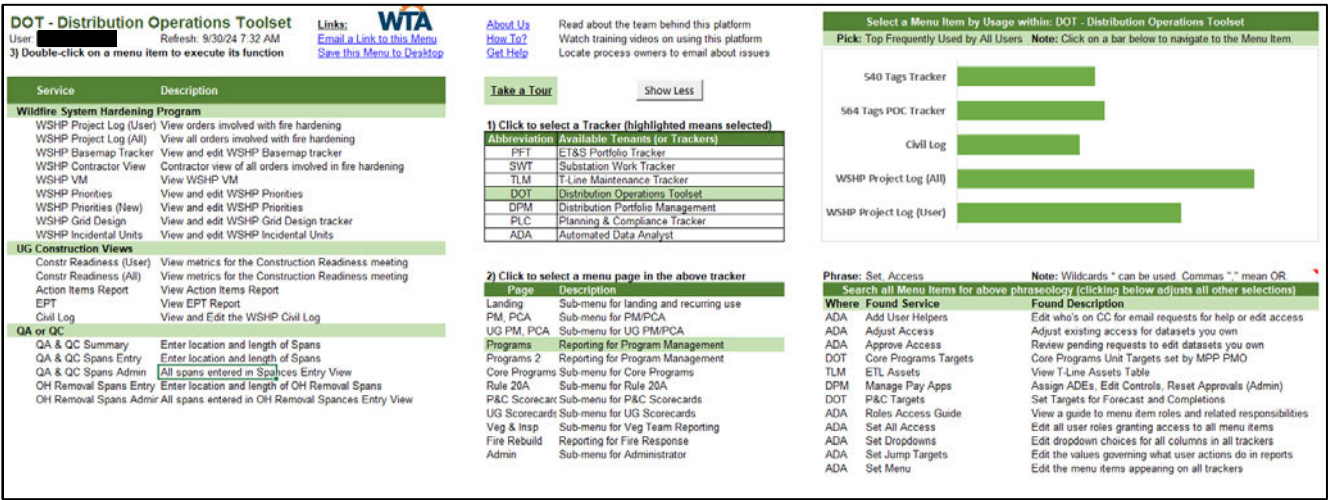 DOT - Distribution Operations Toolset
User:
Refresh: 9/30/24 7:32 AM
3) Double-click on a menu item to execute its function
Links:
WTA
Email a Link to this Menu
Save this Menu to Desktop
Service Description
Wildfire System Hardening Program
WSHP Project Log (User) View orders involved with fire hardening
WSHP Project Log (All) View all orders involved with fire hardening
WSHP Basemap Tracker View and edit WSHP Basemap tracker
WSHP Contractor View Contractor view of all orders involved in fire hardening
WSHP VM View WSHP VM
WSHP Priorities View and edit WSHP Priorities
WSHP Priorities (New) View and edit WSHP Priorities
WSHP Grid Design View and edit WSHP Grid Design tracker
WSHP Incidental Units View and edit WSHP Incidental Units
UG Construction Views
Constr Readiness (User) View metrics for the Construction Readiness meeting
Constr Readiness (All) View metrics for the Construction Readiness meeting
Action Items Report View Action Items Report
EPT View EPT Report
Civil Log View and Edit the WSHP Civil Log
QA or QC
QA & QC Summary Enter location and length of Spans
QA & QC Spans Entry Enter location and length of Spans
QA & QC Spans Admin All spans entered in Spances Entry View
OH Removal Spans Entry Enter location and length of OH Removal Spans
OH Removal Spans Admir All spans entered in OH Removal Spances Entry View
About Us Read about the team behind this platform
How To? Watch training videos on using this platform
Get Help Locate process owners to email about issues
Take a Tour
Show Less
1) Click to select a Tracker (highlighted means selected)
Abbreviation Available Tenants (or Trackers)
PFT ET&S Portfolio Tracker
SWT Substation Work Tracker
TLM T-Line Maintenance Tracker
DOT Distribution Operations Toolset
DPM Distribution Portfolio Management
PLC Planning & Compliance Tracker
ADA Automated Data Analyst
2) Click to select a menu page in the above tracker
Page Description
Landing Sub-menu for landing and recurring use
PM, PCA Sub-menu for PM/PCA
UG PM, PCA Sub-menu for UG PM/PCA
Programs Reporting for Program Management
Programs 2 Reporting for Program Management
Core Programs Sub-menu for Core Programs
Rule 20A Sub-menu for Rule 20A
P&C Scorecarc Sub-menu for P&C Scorecards
UG Scorecards Sub-menu for UG Scorecards
Veg & Insp Sub-menu for Veg Team Reporting
Fire Rebuild Reporting for Fire Response
Admin Sub-menu for Administrator
Select a Menu Item by Usage within: DOT - Distribution Operations Toolset
Pick: Top Frequently Used by All Users Note: Click on a bar below to navigate to the Menu Item.
540 Tags Tracker
564 Tags POC Tracker
Civil Log
WSHP Project Log (All)
WSHP Project Log (User)
Phrase: Set, Access Note: Wildcards * can be used. Commas "," mean OR.
Search all Menu Items for above phraseology (clicking below adjusts all other selections)
Where Found Service Found Description
ADA Add User Helpers Edit who's on CC for email requests for help or edit access
ADA Adjust Access Adjust existing access for datasets you own
ADA Approve Access Review pending requests to edit datasets you own
DOT Core Programs Targets Core Programs Unit Targets set by MPP PMO
TLM ETL Assets View T-Line Assets Table
DPM Manage Pay Apps Assign ADEs, Edit Controls, Reset Approvals (Admin)
DOT P&C Targets Set Targets for Forecast and Completions
ADA Roles Access Guide View a guide to menu item roles and related responsibilities
ADA Set All Access Edit all user roles granting access to all menu items
ADA Set Dropdowns Edit dropdown choices for all columns in all trackers
ADA Set Jump Targets Edit the values governing what user actions do in reports
ADA Set Menu Edit the menu items appearing on all trackers